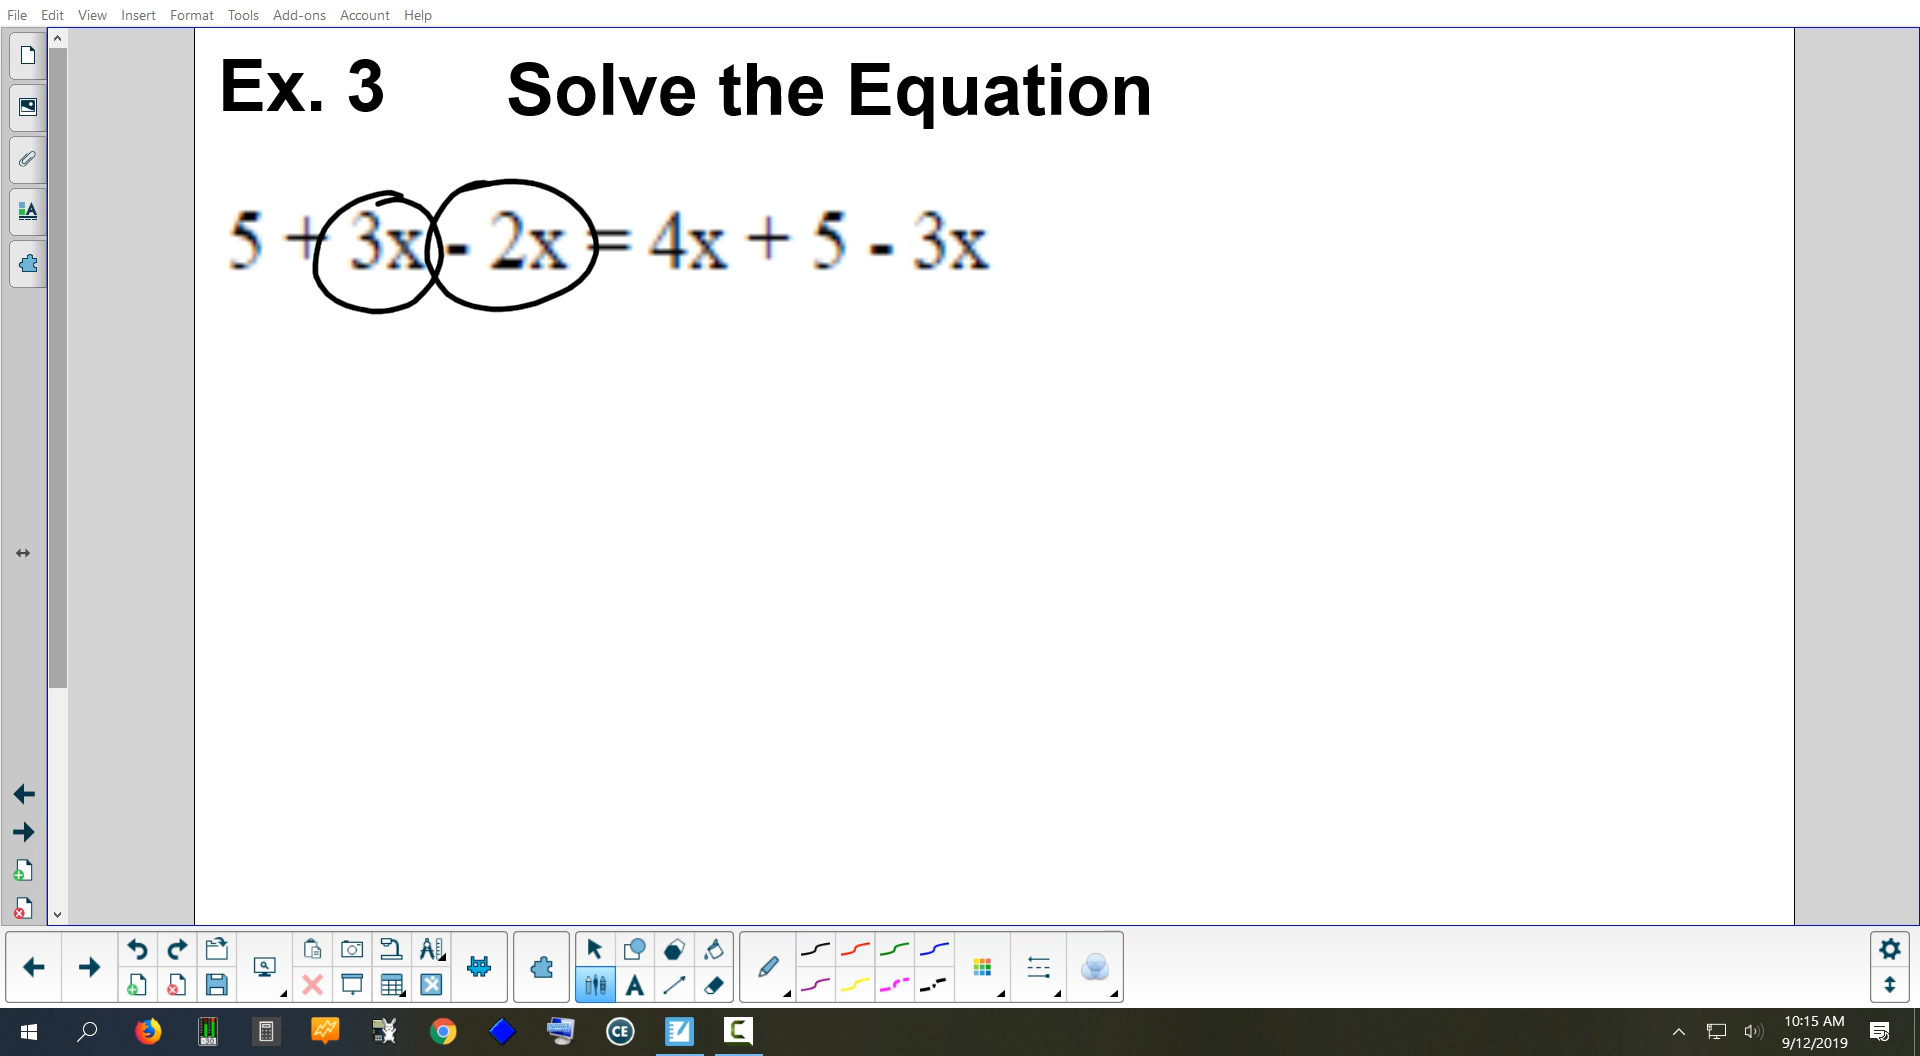 File Edit View Insert Format Tools Add-ons Account Help
Ex. 3 Solve the Equation
5 + 3x - 2x = 4x + 5 - 3x
A
A
CE
10:15 AM
9/12/2019